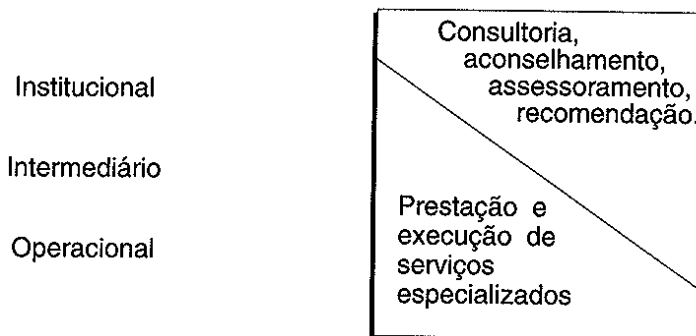 Institucional
Intermediário
Operacional
Consultoria,
aconselhamento,
assessoramento,
recomendação.
Prestação e
execução de
serviços
especializados